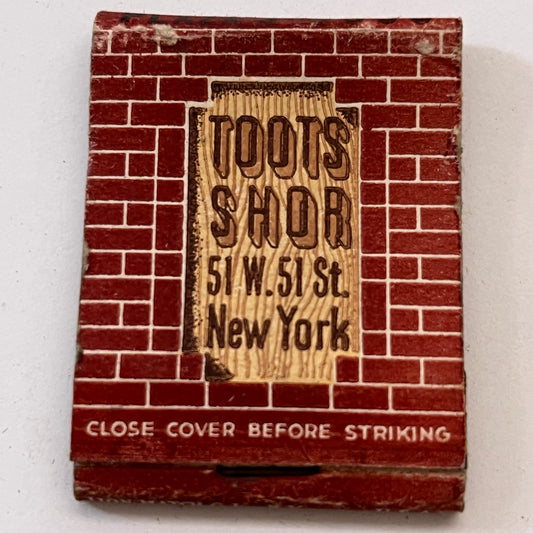 TOOTS
SHOR
51 W. 51 St.
New York
CLOSE COVER BEFORE STRIKING